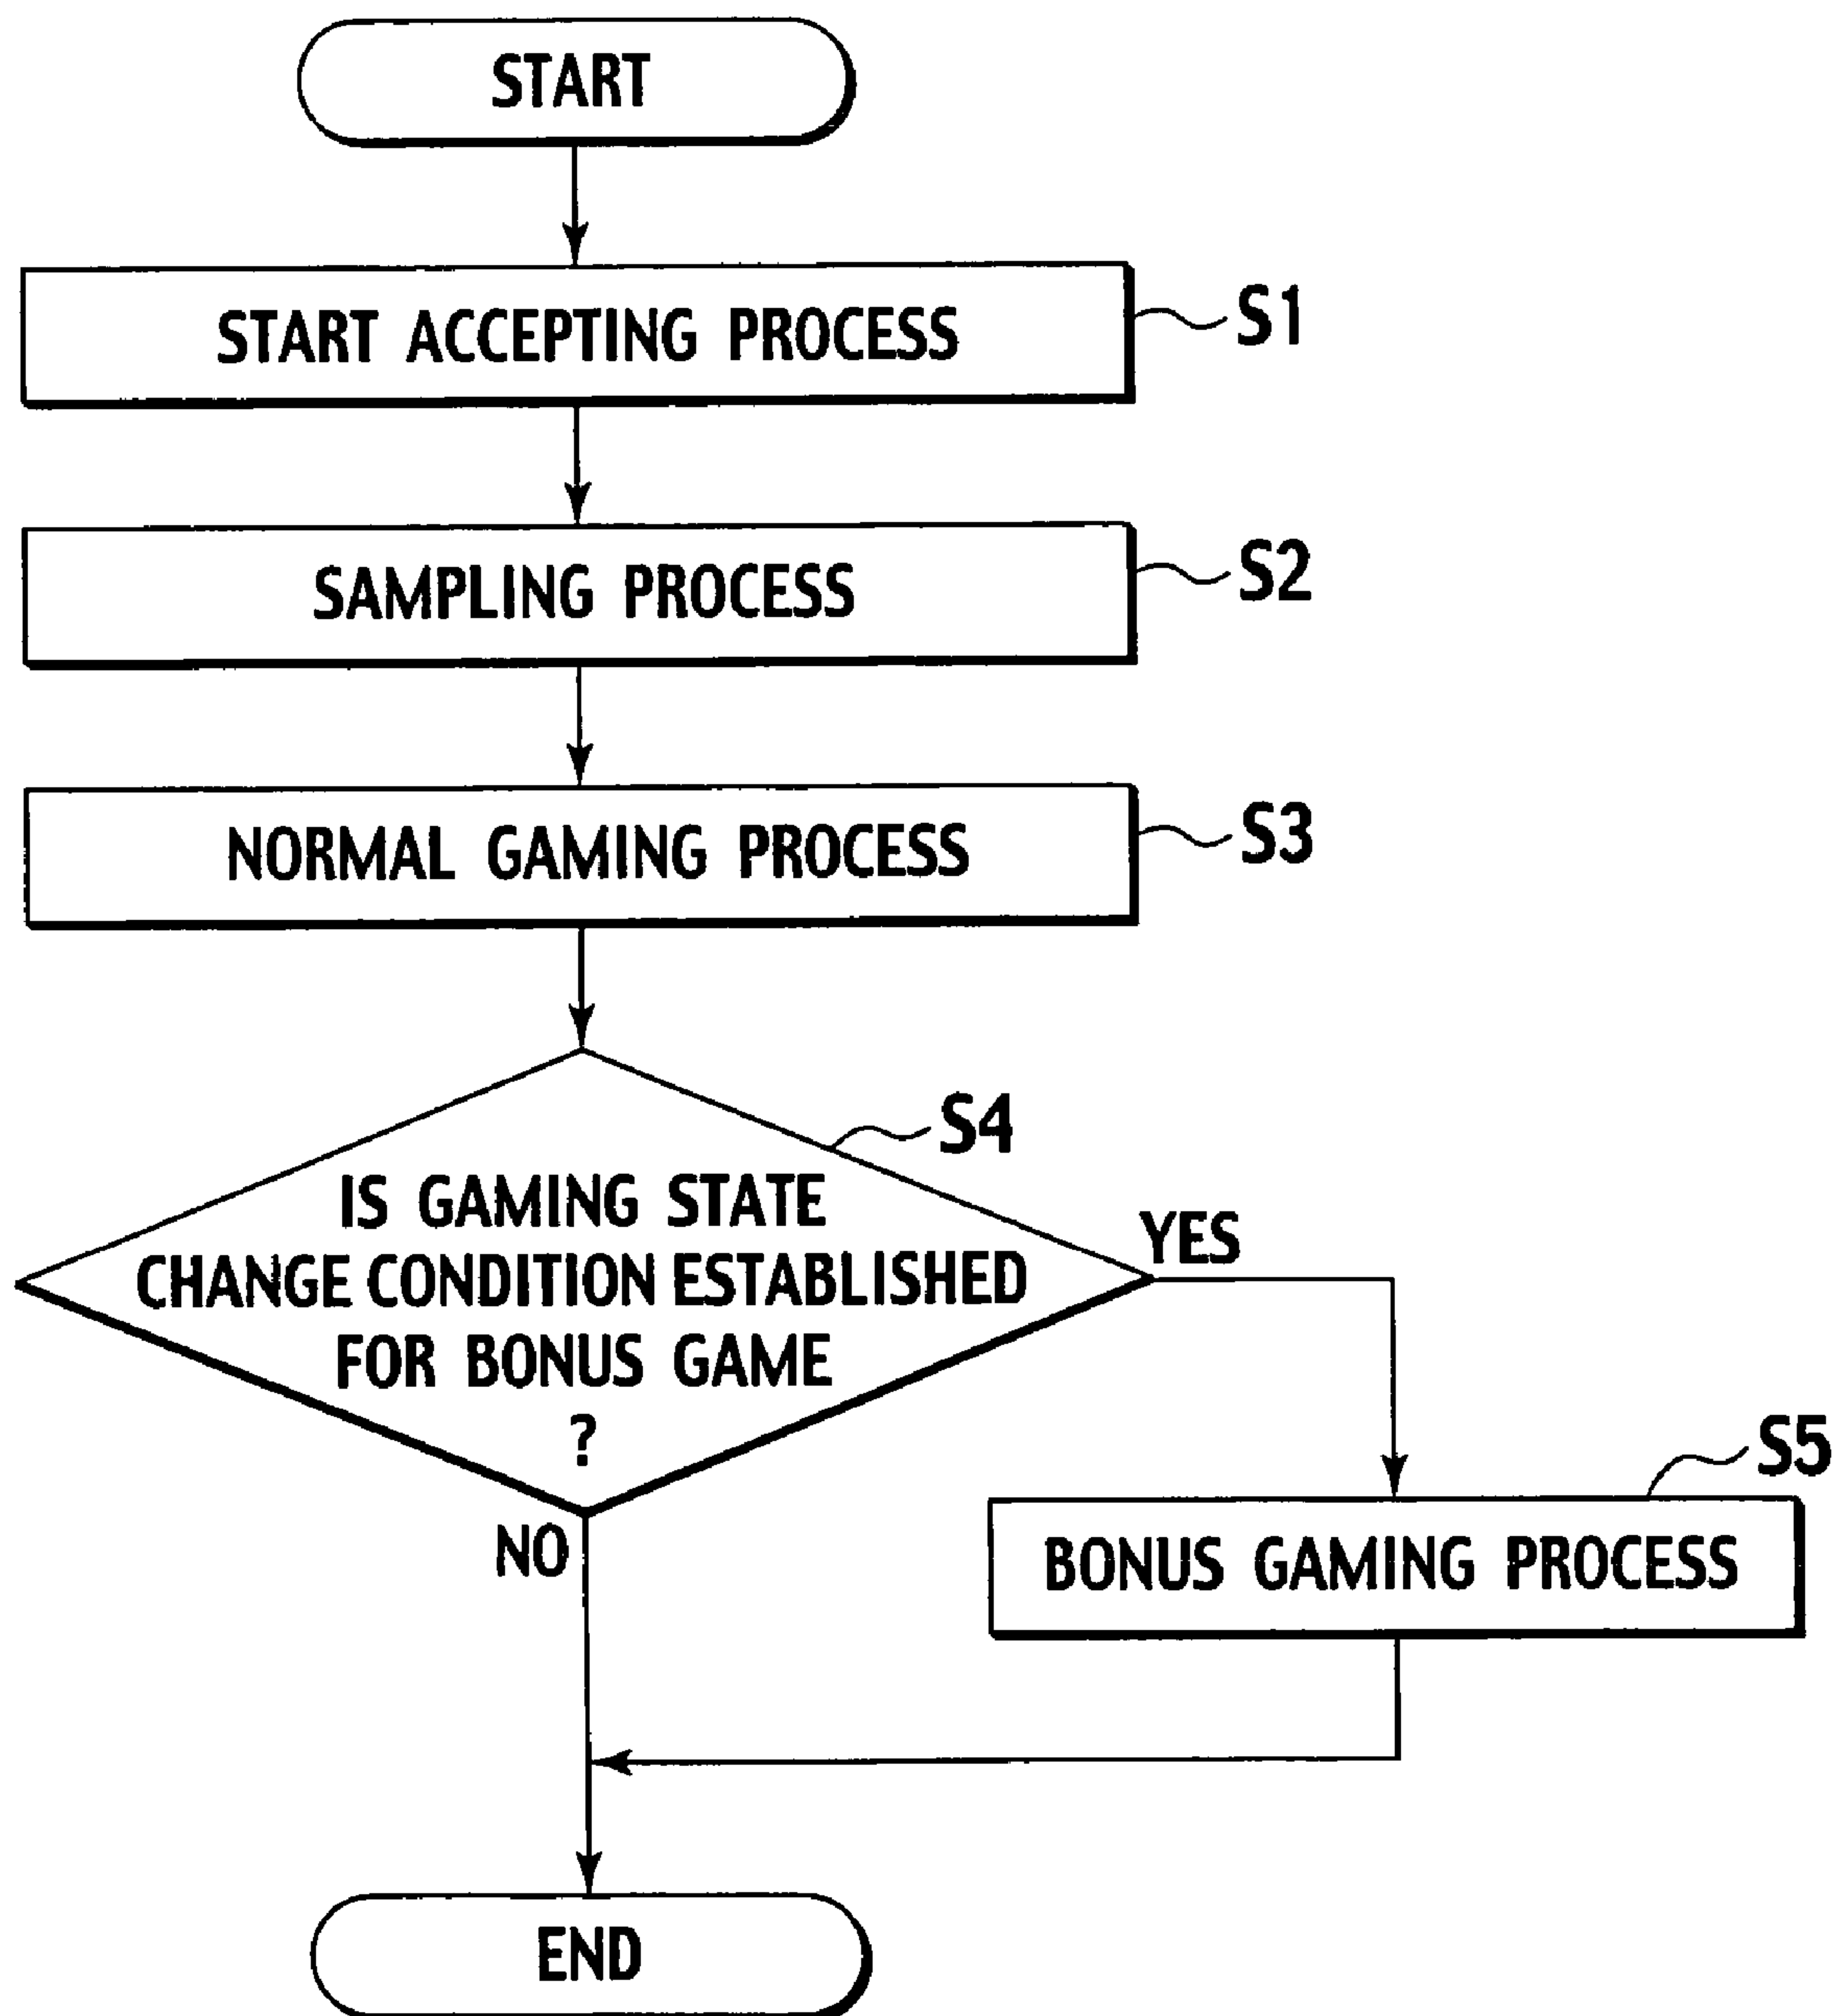 START
START ACCEPTING PROCESS
S1
SAMPLING PROCESS
S2
NORMAL GAMING PROCESS
S3
S4
IS GAMING STATE
CHANGE CONDITION ESTABLISHED
FOR BONUS GAME
?
YES
NO
S5
BONUS GAMING PROCESS
END